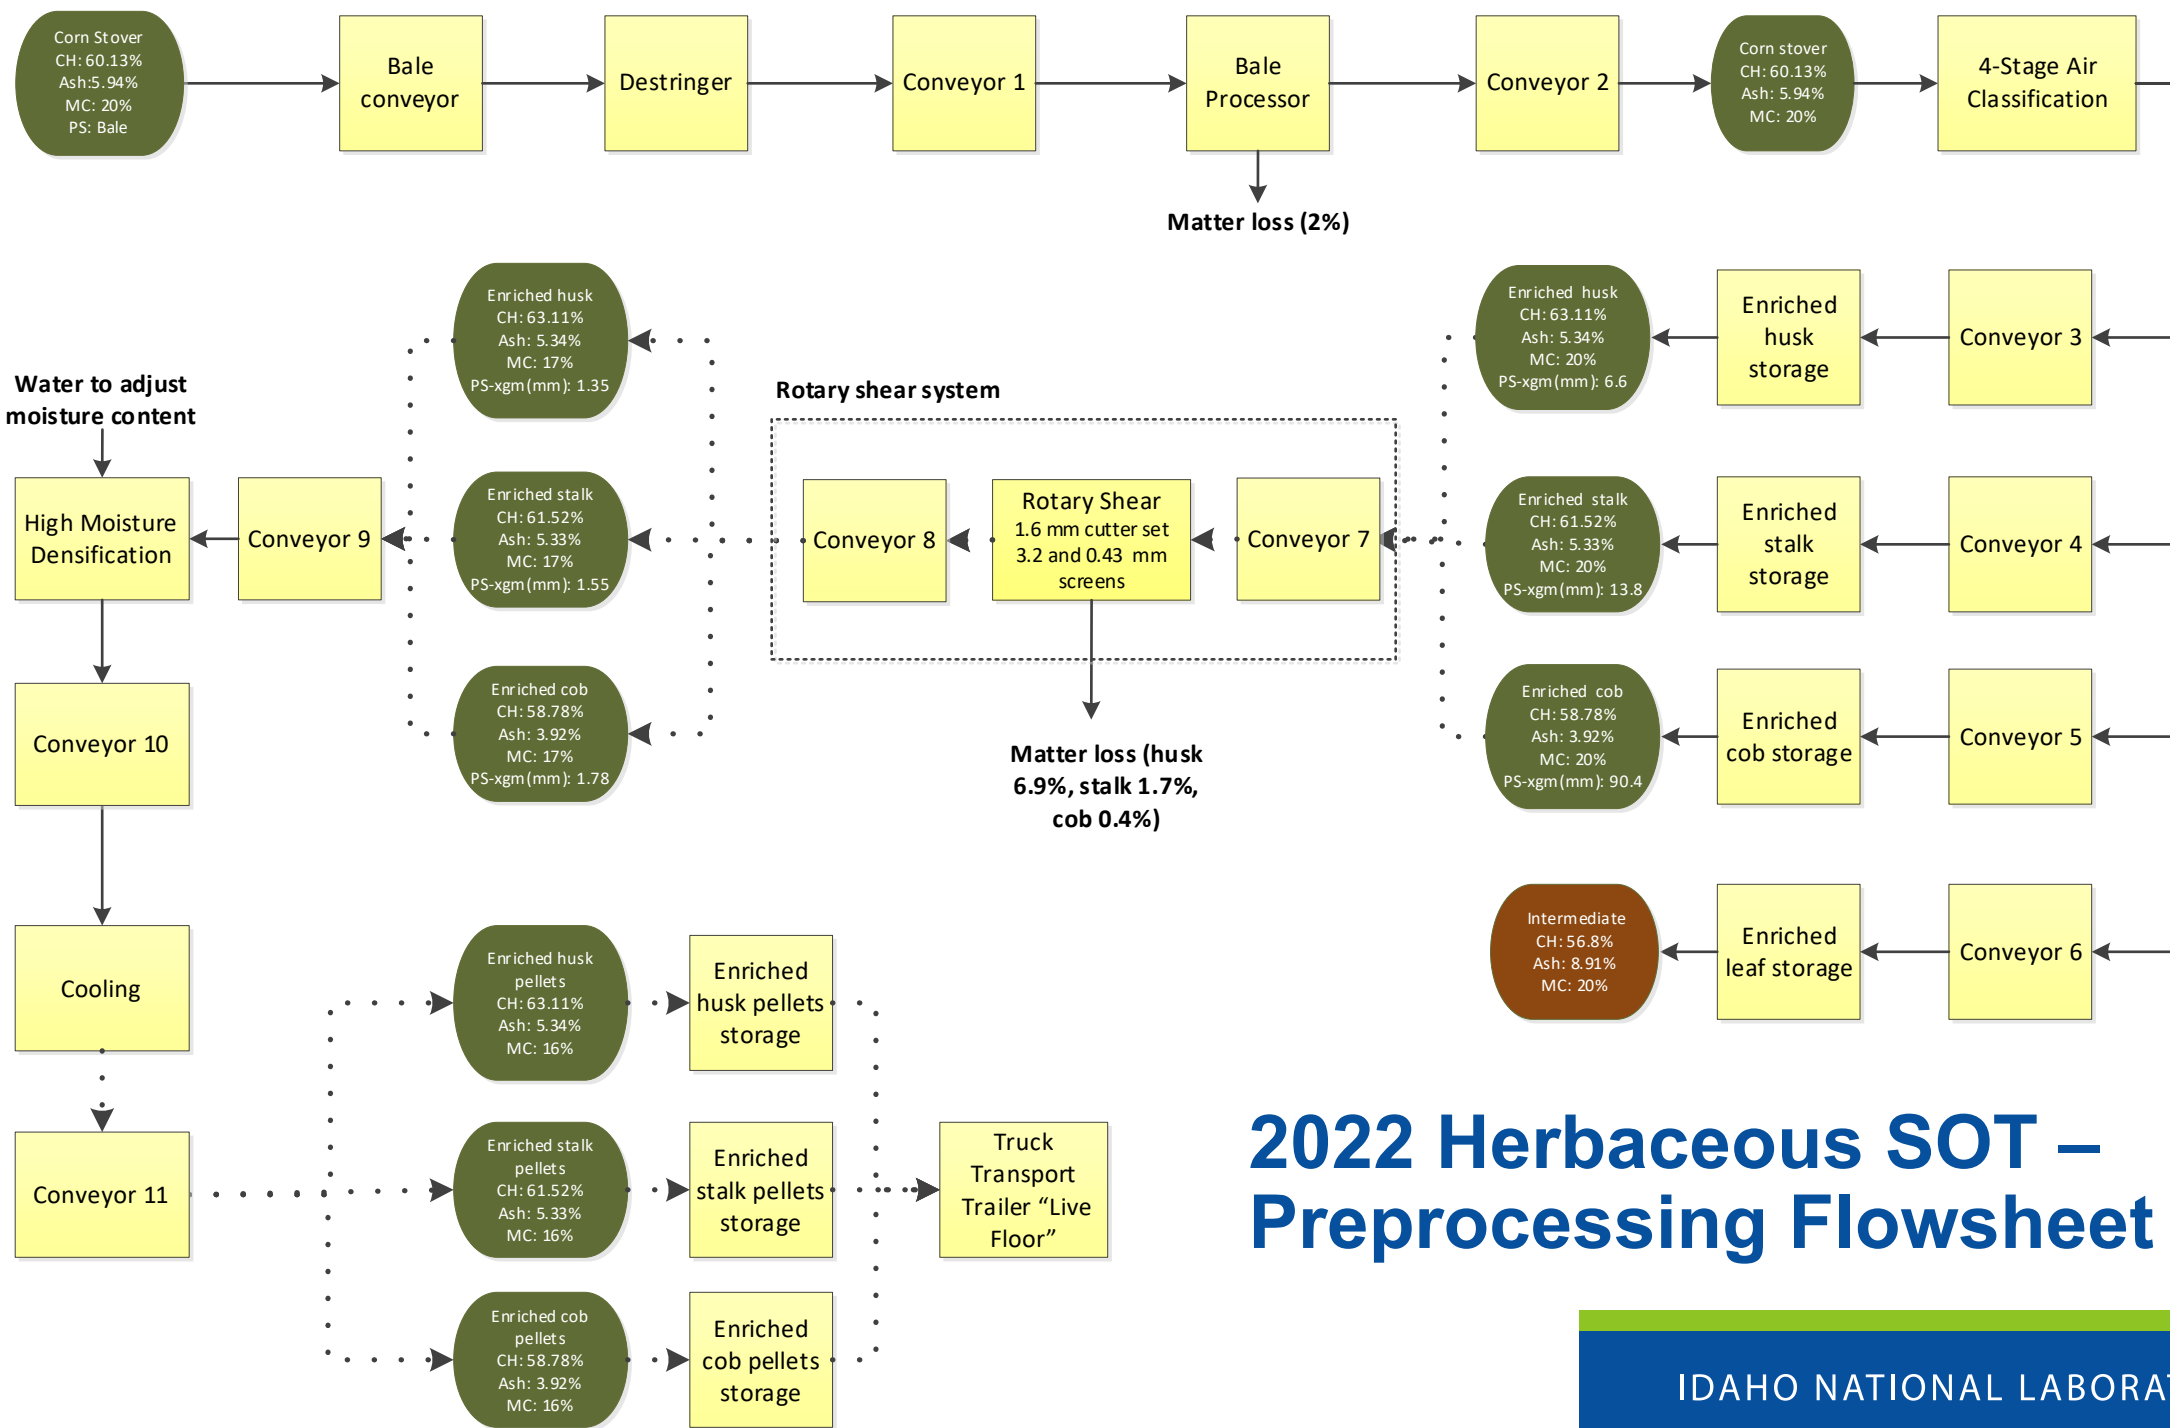 Corn Stover
CH: 60.13%
Ash:5.94%
MC: 20%
PS: Bale
Bale
conveyor
Destringer
Conveyor 1
Bale
Processor
Conveyor 2
Corn stover
CH: 60.13%
Ash: 5.94%
MC: 20%
4-Stage Air
Classification
Matter loss (2%)
Enriched husk
CH: 63.11%
Ash: 5.34%
MC: 17%
PS-xgm(mm): 1.35
Enriched husk
CH: 63.11%
Ash: 5.34%
MC: 20%
PS-xgm(mm): 6.6
Enriched
husk
storage
Conveyor 3
Water to adjust
moisture content
Rotary shear system
High Moisture
Densification
Conveyor 9
Enriched stalk
CH: 61.52%
Ash: 5.33%
MC: 17%
PS-xgm(mm): 1.55
Conveyor 8
Rotary Shear
1.6 mm cutter set
3.2 and 0.43 mm
screens
Conveyor 7
Enriched stalk
CH: 61.52%
Ash: 5.33%
MC: 20%
PS-xgm(mm): 13.8
Enriched
stalk
storage
Conveyor 4
Conveyor 10
Enriched cob
CH: 58.78%
Ash: 3.92%
MC: 17%
PS-xgm(mm): 1.78
Matter loss (husk
6.9%, stalk 1.7%,
cob 0.4%)
Enriched cob
CH: 58.78%
Ash: 3.92%
MC: 20%
PS-xgm(mm): 90.4
Enriched
cob storage
Conveyor 5
Intermediate
CH: 56.8%
Ash: 8.91%
MC: 20%
Enriched
leaf storage
Conveyor 6
Cooling
Enriched husk
pellets
CH: 63.11%
Ash: 5.34%
MC: 16%
Enriched
husk pellets
storage
Conveyor 11
Enriched stalk
pellets
CH: 61.52%
Ash: 5.33%
MC: 16%
Enriched
stalk pellets
storage
Truck
Transport
Trailer “Live
Floor”
Enriched cob
pellets
CH: 58.78%
Ash: 3.92%
MC: 16%
Enriched
cob pellets
storage
2022 Herbaceous SOT –
Preprocessing Flowsheet
IDAHO NATIONAL LABORAT